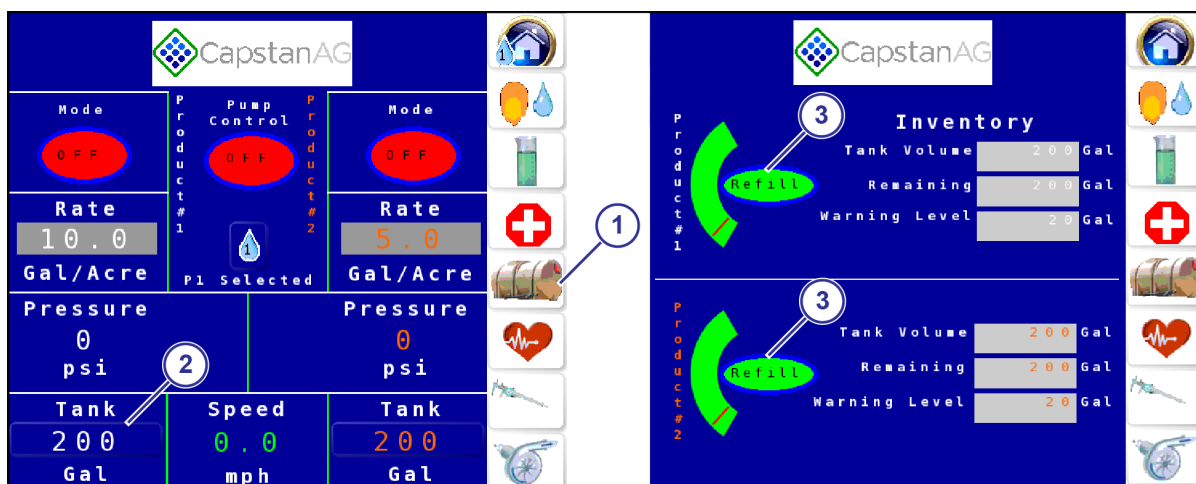 CapstanAG
Mode
Product#1
Pump
Control
Product#2
Mode
OFF
OFF
OFF
Rate
10.0
Gal/Acre
1
P1 Selected
Rate
5.0
Gal/Acre
Pressure
0
psi
Pressure
0
psi
Tank
200
Gal
Speed
0.0
mph
Tank
200
Gal
1
1
2
CapstanAG
Product#1
Refill
3
Inventory
Tank Volume 200 Gal
Remaining 200 Gal
Warning Level 20 Gal
Product#2
Refill
3
Tank Volume 200 Gal
Remaining 200 Gal
Warning Level 20 Gal